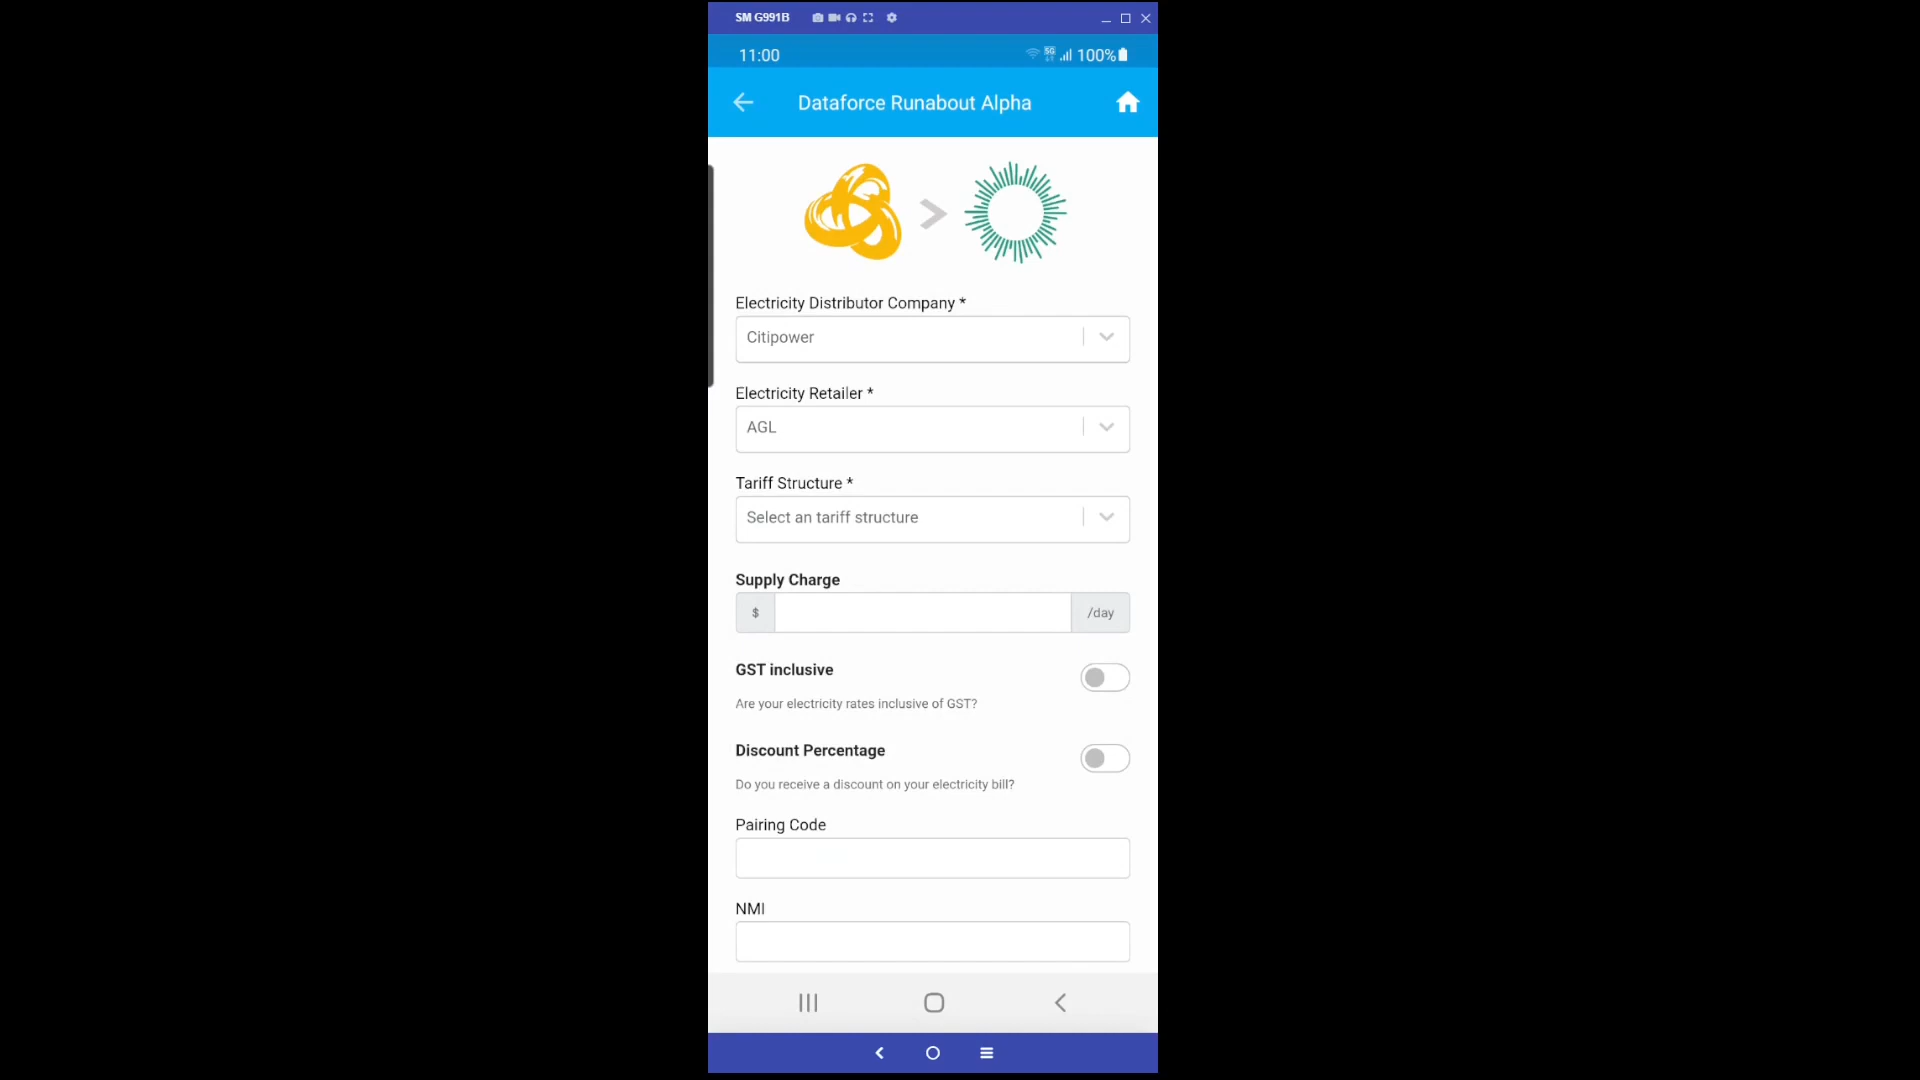 SM G991B
11:00
5G
100%
Dataforce Runabout Alpha
Electricity Distributor Company *
Citipower
Electricity Retailer *
AGL
Tariff Structure *
Select an tariff structure
Supply Charge
$
/day
GST inclusive
Are your electricity rates inclusive of GST?
Discount Percentage
Do you receive a discount on your electricity bill?
Pairing Code
NMI